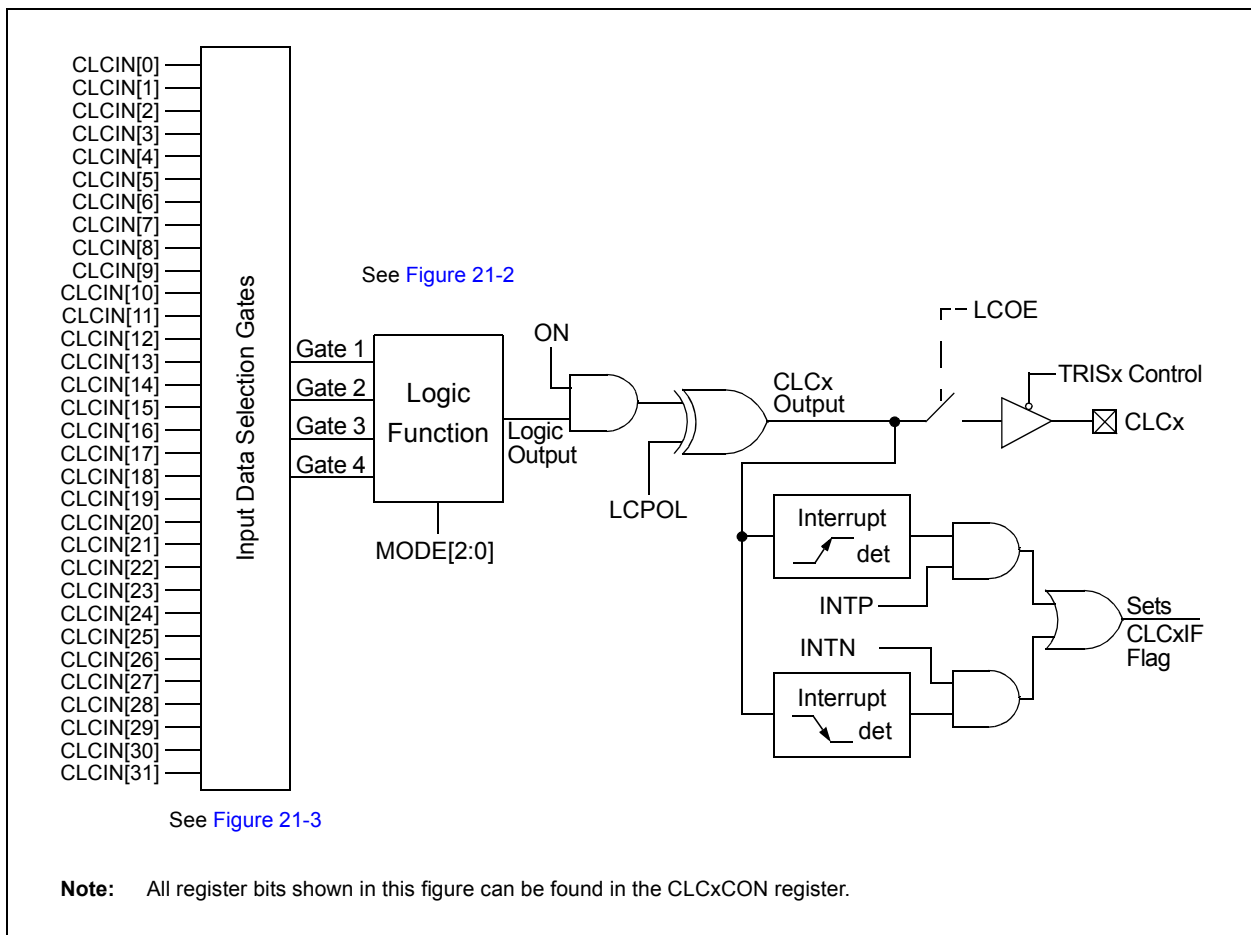 CLCIN[0]
CLCIN[1]
CLCIN[2]
CLCIN[3]
CLCIN[4]
CLCIN[5]
CLCIN[6]
CLCIN[7]
CLCIN[8]
CLCIN[9]
CLCIN[10]
CLCIN[11]
CLCIN[12]
CLCIN[13]
CLCIN[14]
CLCIN[15]
CLCIN[16]
CLCIN[17]
CLCIN[18]
CLCIN[19]
CLCIN[20]
CLCIN[21]
CLCIN[22]
CLCIN[23]
CLCIN[24]
CLCIN[25]
CLCIN[26]
CLCIN[27]
CLCIN[28]
CLCIN[29]
CLCIN[30]
CLCIN[31]
Input Data Selection Gates
See Figure 21-3
See Figure 21-2
Gate 1
Gate 2
Gate 3
Gate 4
Logic
Function
MODE[2:0]
Logic
Output
ON
LCPOL
CLCx
Output
LCOE
TRISx Control
CLCx
Interrupt
det
INTP
INTN
Interrupt
det
Sets
CLCxIF
Flag
Note: All register bits shown in this figure can be found in the CLCxCON register.